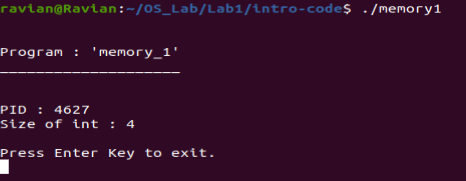 ravian@Ravian:~/OS_Lab/Lab1/intro-code$ ./memory1
Program : 'memory_1'
____________________
PID : 4627
Size of int : 4
Press Enter Key to exit.